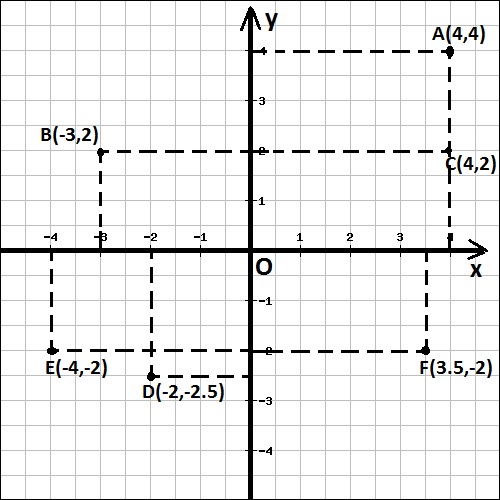 y
A(4,4)
4
3
B(-3,2)
2
C(4,2)
1
-4 -3 -2 -1 1 2 3 4
O x
-1
-2
E(-4,-2) F(3.5,-2)
D(-2,-2.5)
-3
-4